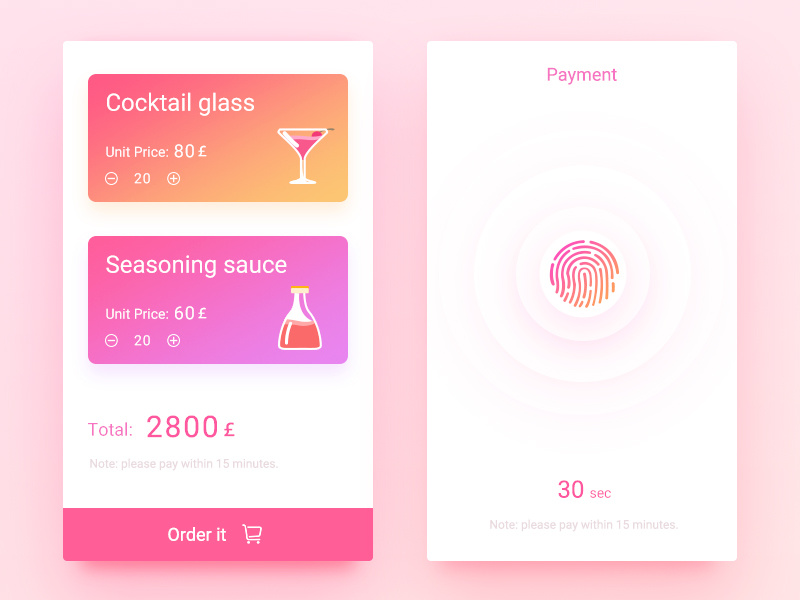 Cocktail glass
Unit Price: 80 £
20
Seasoning sauce
Unit Price: 60 £
20
Total: 2800 £
Note: please pay within 15 minutes.
Order it
Payment
30 sec
Note: please pay within 15 minutes.